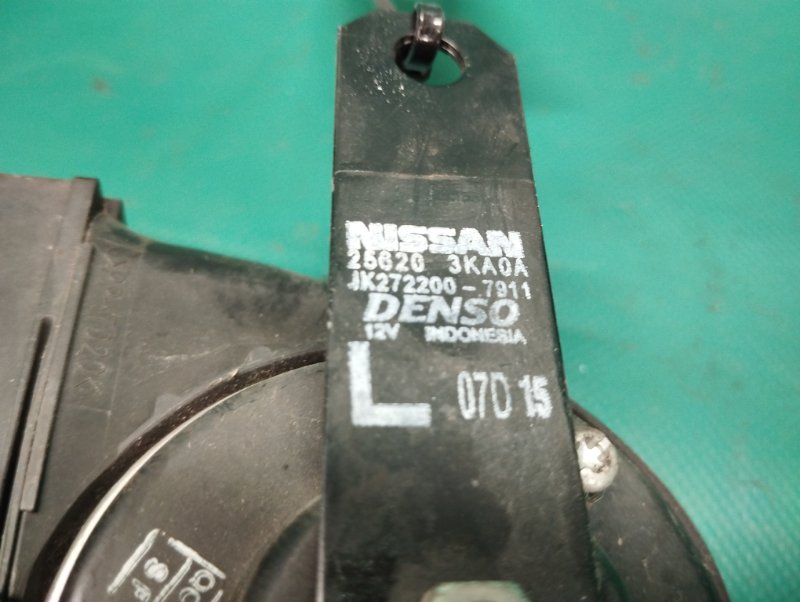 NISSAN
25620 3KA0A
JK272200-7911
DENSO
12V INDONESIA
L 07D 15